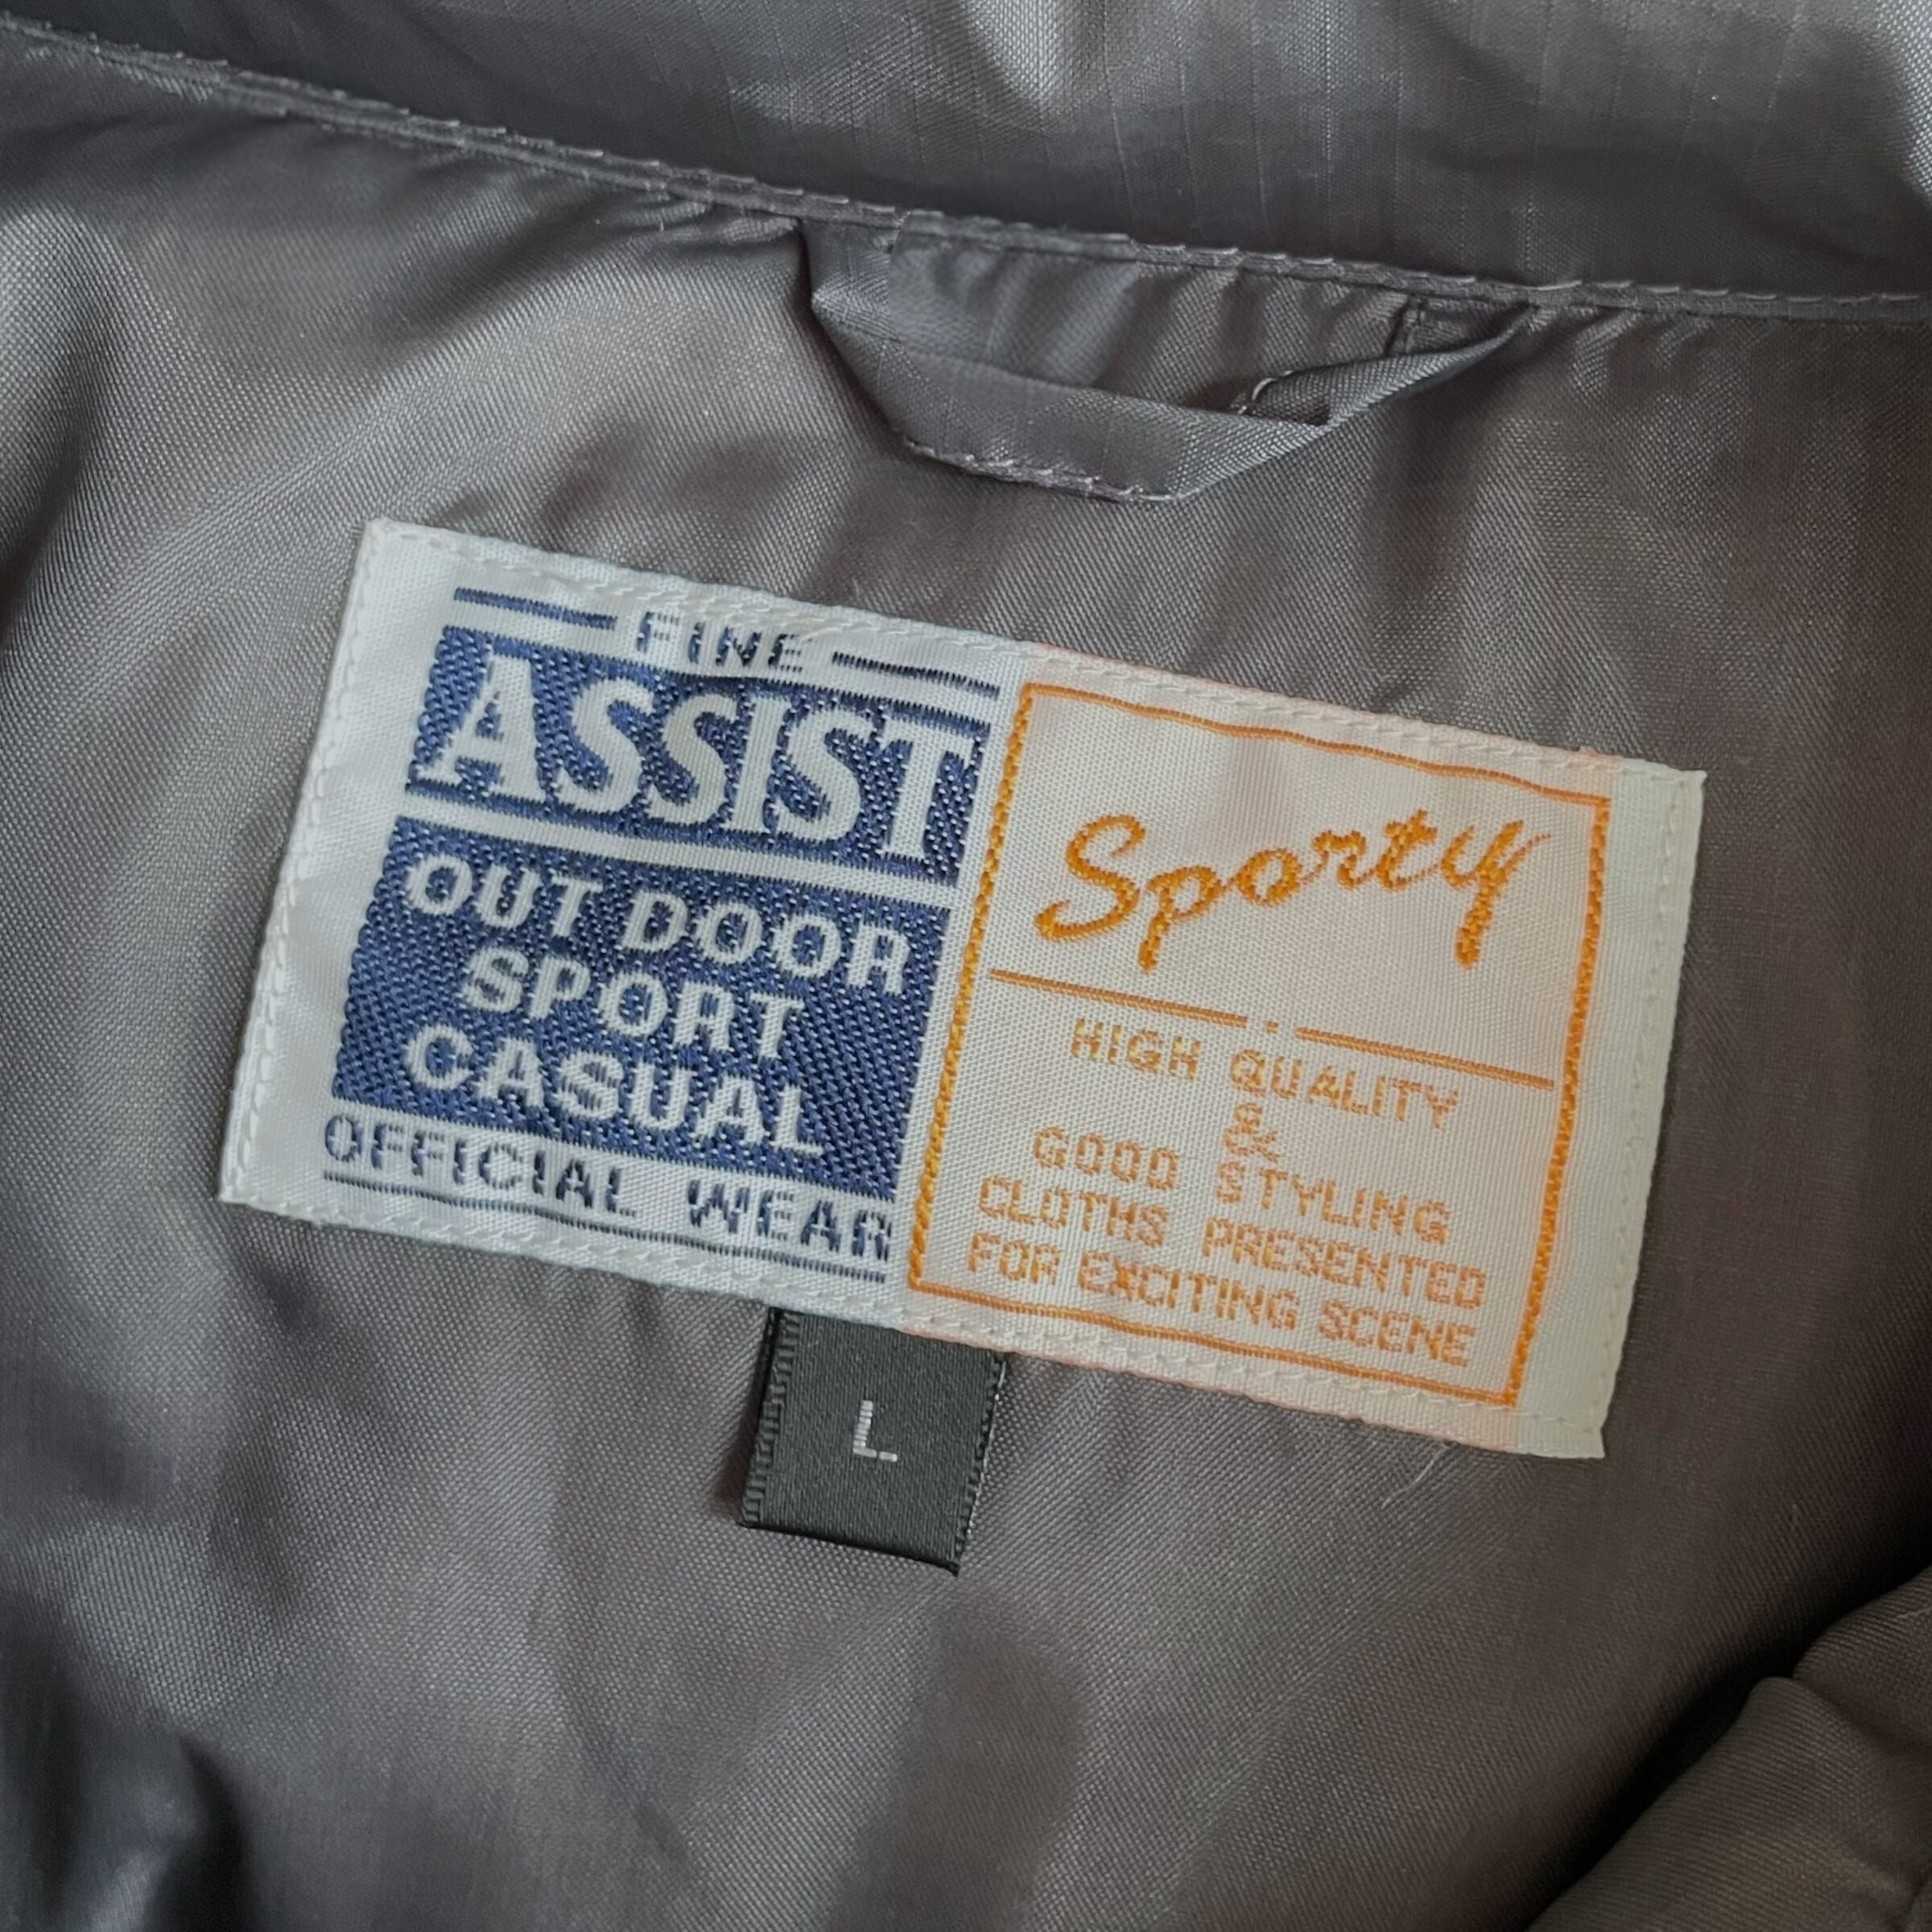 FINE
ASSIST
OUT DOOR
SPORT
CASUAL
OFFICIAL WEAR
Sporty
HIGH QUALITY
&
GOOD STYLING
CLOTHS PRESENTED
FOR EXCITING SCENE
L